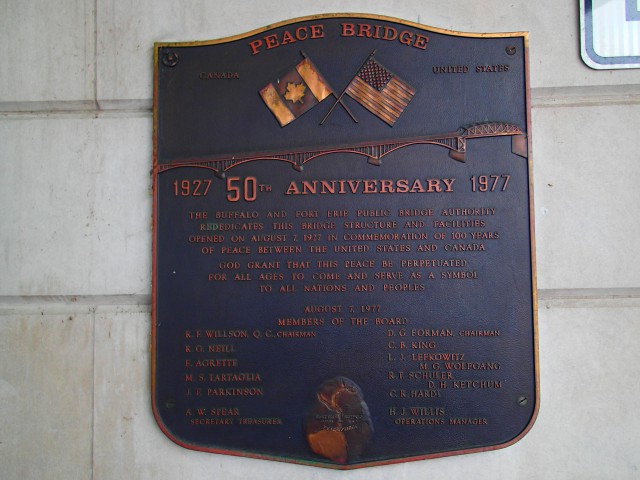 PEACE BRIDGE
CANADA UNITED STATES
1927 50TH ANNIVERSARY 1977
THE BUFFALO AND FORT ERIE PUBLIC BRIDGE AUTHORITY
REDEDICATES THIS BRIDGE STRUCTURE AND FACILITIES
OPENED ON AUGUST 7, 1927 IN COMMEMORATION OF 100 YEARS
OF PEACE BETWEEN THE UNITED STATES AND CANADA
GOD GRANT THAT THIS PEACE BE PERPETUATED
FOR ALL AGES TO COME AND SERVE AS A SYMBOL
TO ALL NATIONS AND PEOPLES
AUGUST 7, 1977
MEMBERS OF THE BOARD
R. F. WILLSON, Q. C., CHAIRMAN
R. G. NEILL
E. AGRETTE
M. S. TARTAGLIA
J. E. PARKINSON
A. W. SPEAR
SECRETARY TREASURER
D. G. FORMAN, CHAIRMAN
C. B. KING
L. J. LEFKOWITZ
M. G. WOLFGANG
R. T. SCHULER
D. H. KETCHUM
C. R. HARDT
H. J. WILLIS
OPERATIONS MANAGER